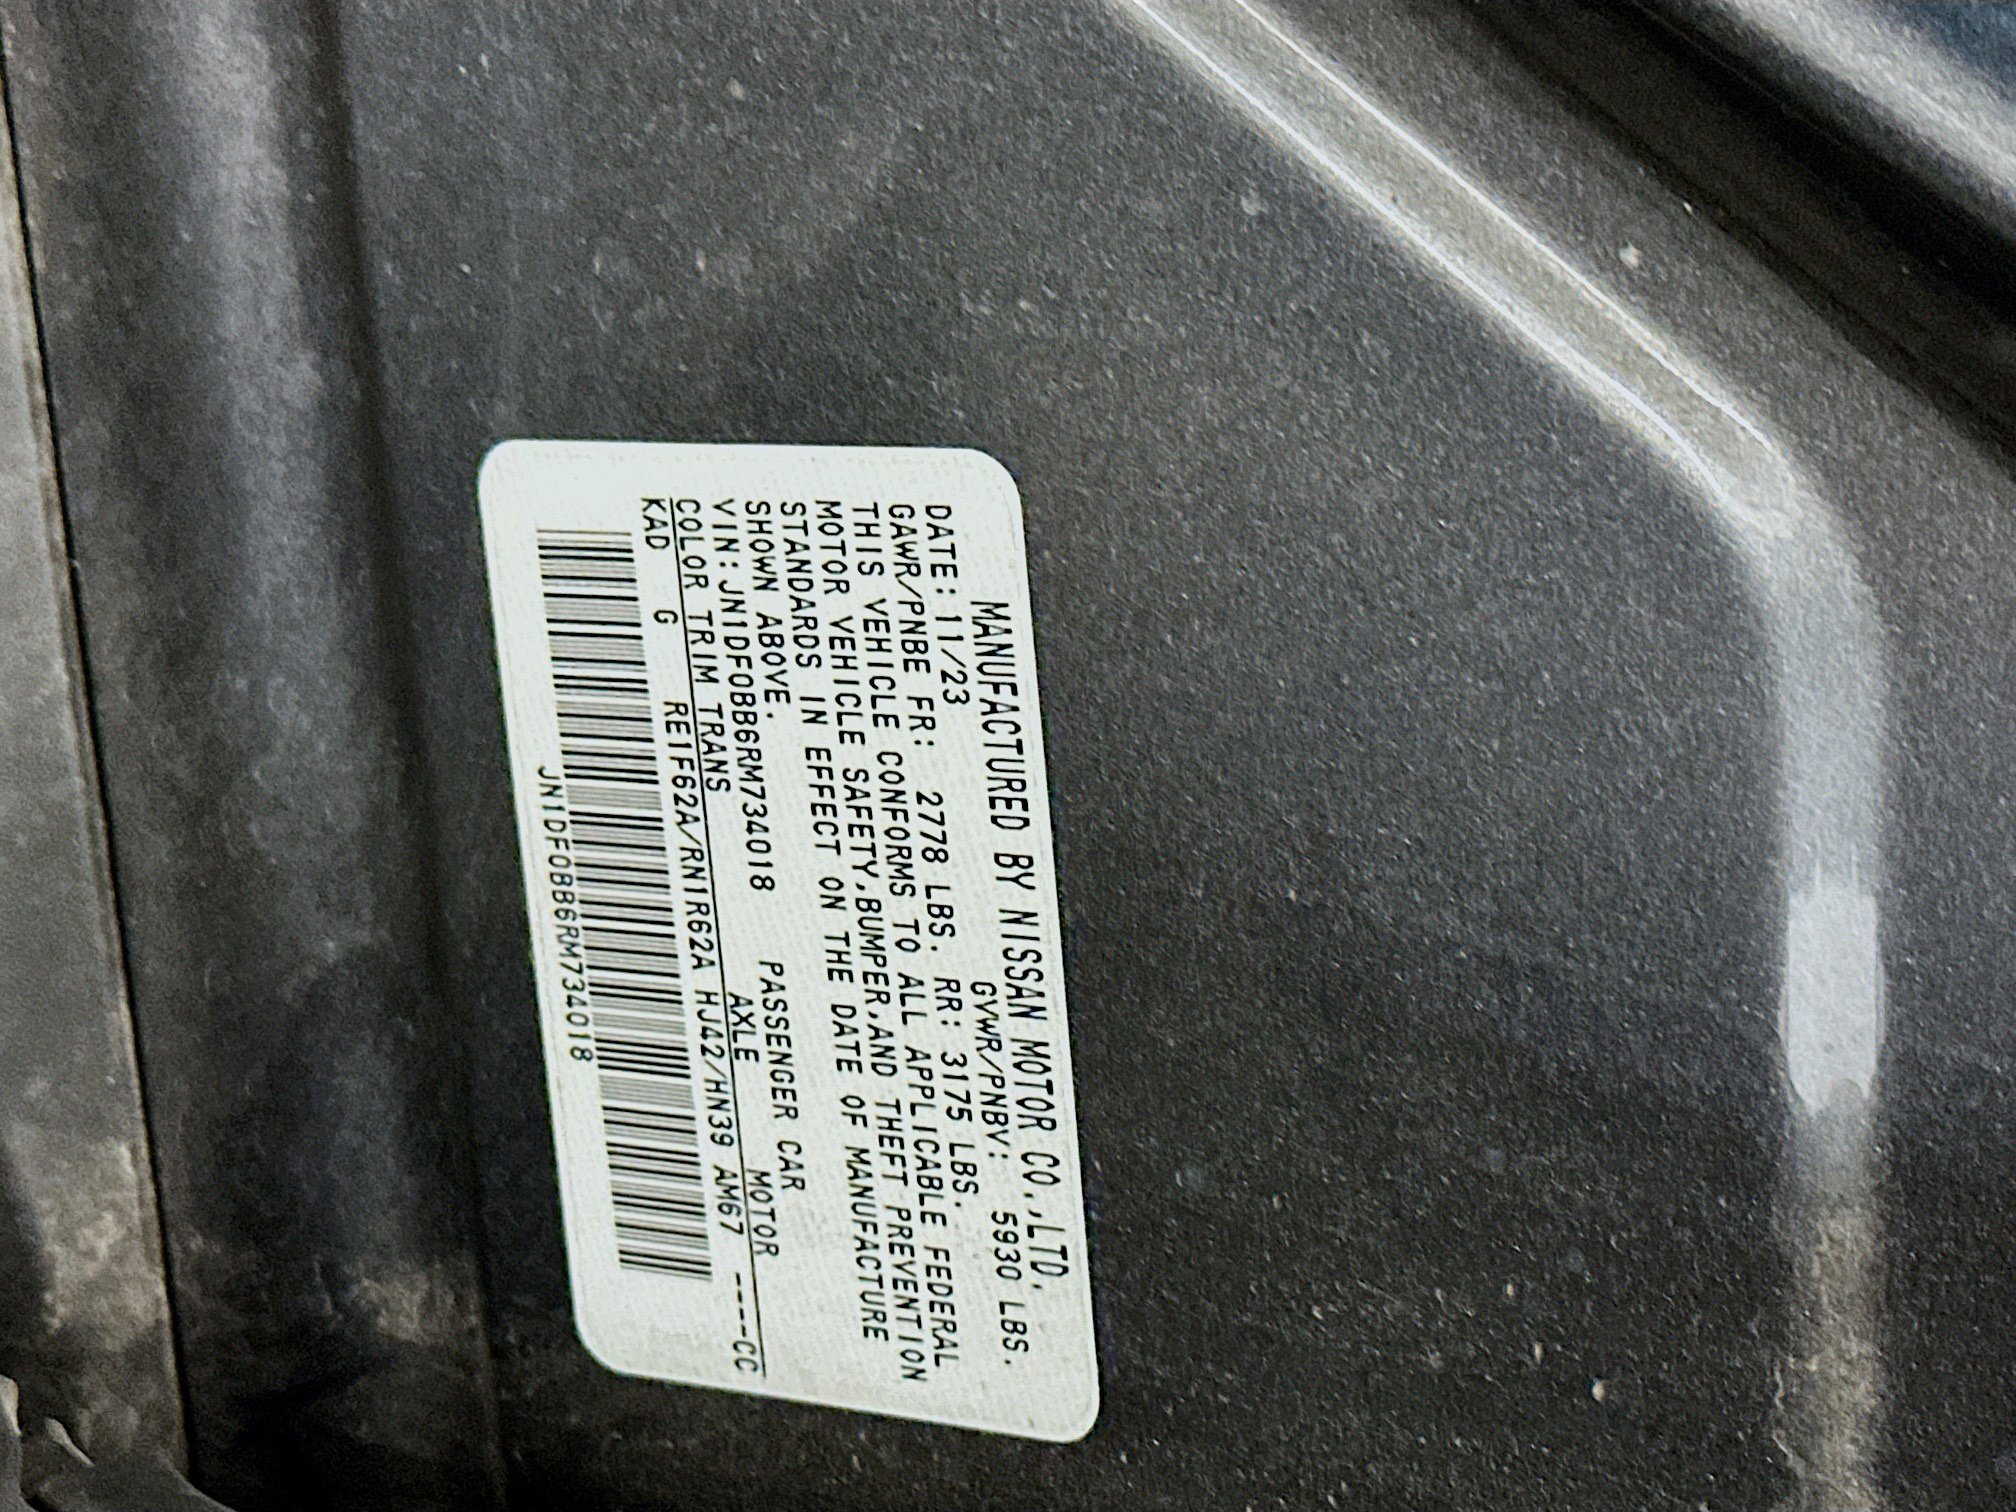 MANUFACTURED BY NISSAN MOTOR CO.,LTD.
DATE: 11/23 GVWR/PNBV: 5930 LBS.
GAWR/PNBE FR: 2778 LBS. RR: 3175 LBS.
THIS VEHICLE CONFORMS TO ALL APPLICABLE FEDERAL
MOTOR VEHICLE SAFETY,BUMPER,AND THEFT PREVENTION
STANDARDS IN EFFECT ON THE DATE OF MANUFACTURE
SHOWN ABOVE.
VIN:JN1DF0BB6RM734018 PASSENGER CAR
COLOR TRIM TRANS AXLE MOTOR
KAD G RE1F62A/RN1R62A HJ42/HN39 AM67 ----CC
JN1DF0BB6RM734018